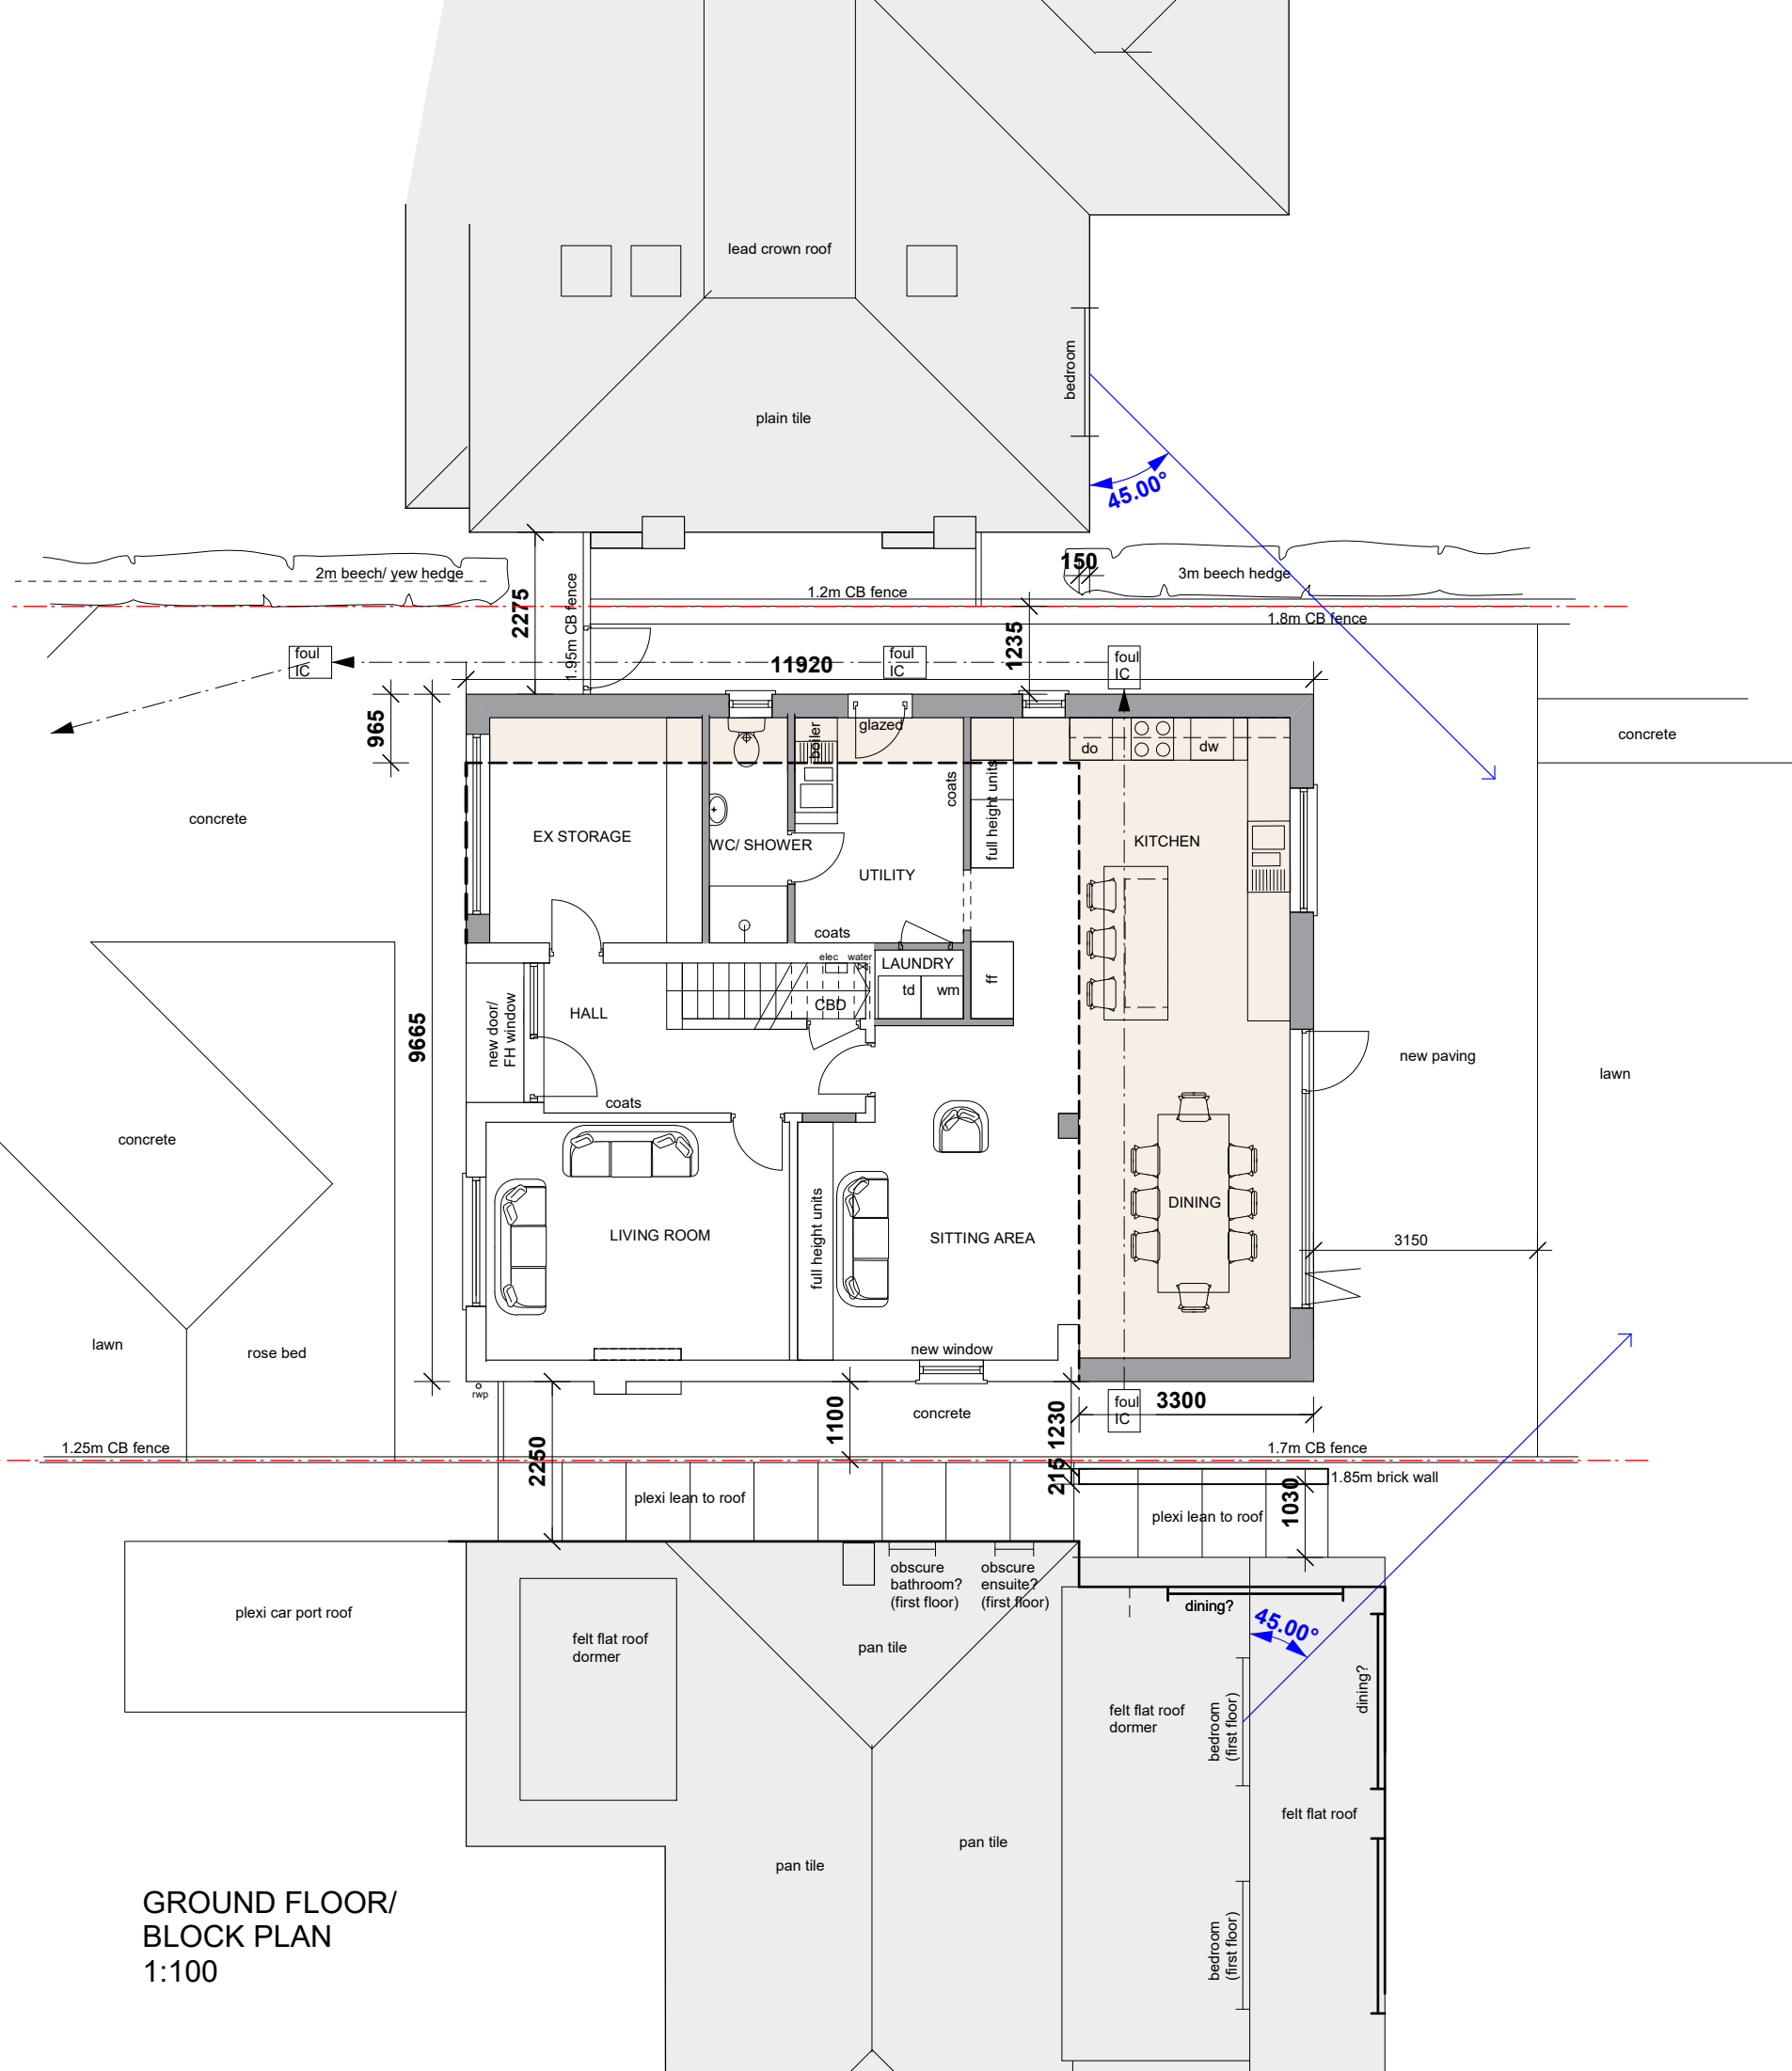 lead crown roof
bedroom
plain tile
45.00°
150
2m beech/ yew hedge
3m beech hedge
1.2m CB fence
1.8m CB fence
2275
1.95m CB fence
1235
foul
IC
11920
foul
IC
foul
IC
965
boiler
glazed
do
dw
concrete
coats
full height units
concrete
EX STORAGE
WC/ SHOWER
UTILITY
KITCHEN
coats
elec
water
LAUNDRY
td
wm
ff
CBD
HALL
new door/
FH window
9665
new paving
lawn
coats
concrete
full height units
LIVING ROOM
SITTING AREA
DINING
3150
lawn
rose bed
new window
rwp
1100
concrete
1230
foul
IC
3300
1.25m CB fence
2250
215
1.7m CB fence
1.85m brick wall
plexi lean to roof
plexi lean to roof
1030
obscure
bathroom?
(first floor)
obscure
ensuite?
(first floor)
plexi car port roof
dining?
45.00°
felt flat roof
dormer
pan tile
dining?
felt flat roof
dormer
bedroom
(first floor)
felt flat roof
pan tile
pan tile
bedroom
(first floor)
GROUND FLOOR/
BLOCK PLAN
1:100